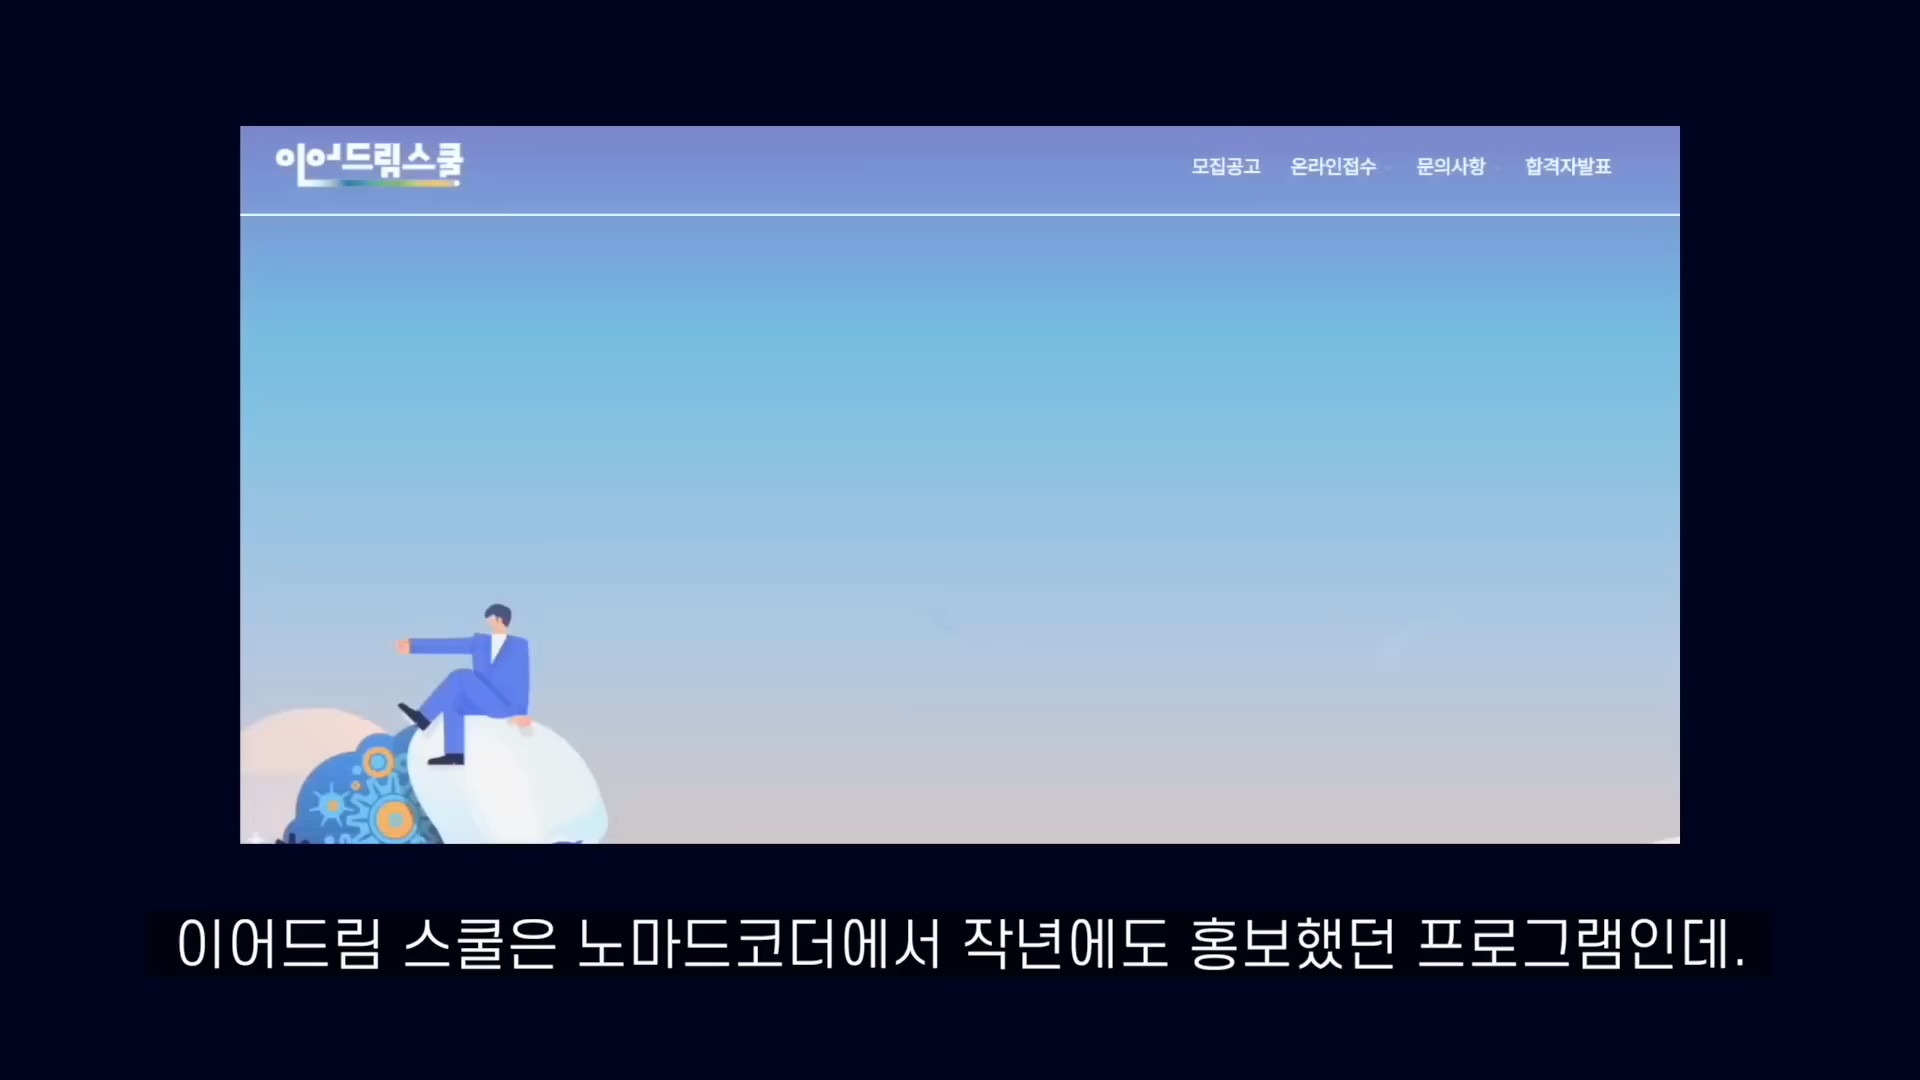 이어드림스쿨
모집공고 온라인접수 문의사항 합격자발표
이어드림 스쿨은 노마드코더에서 작년에도 홍보했던 프로그램인데.